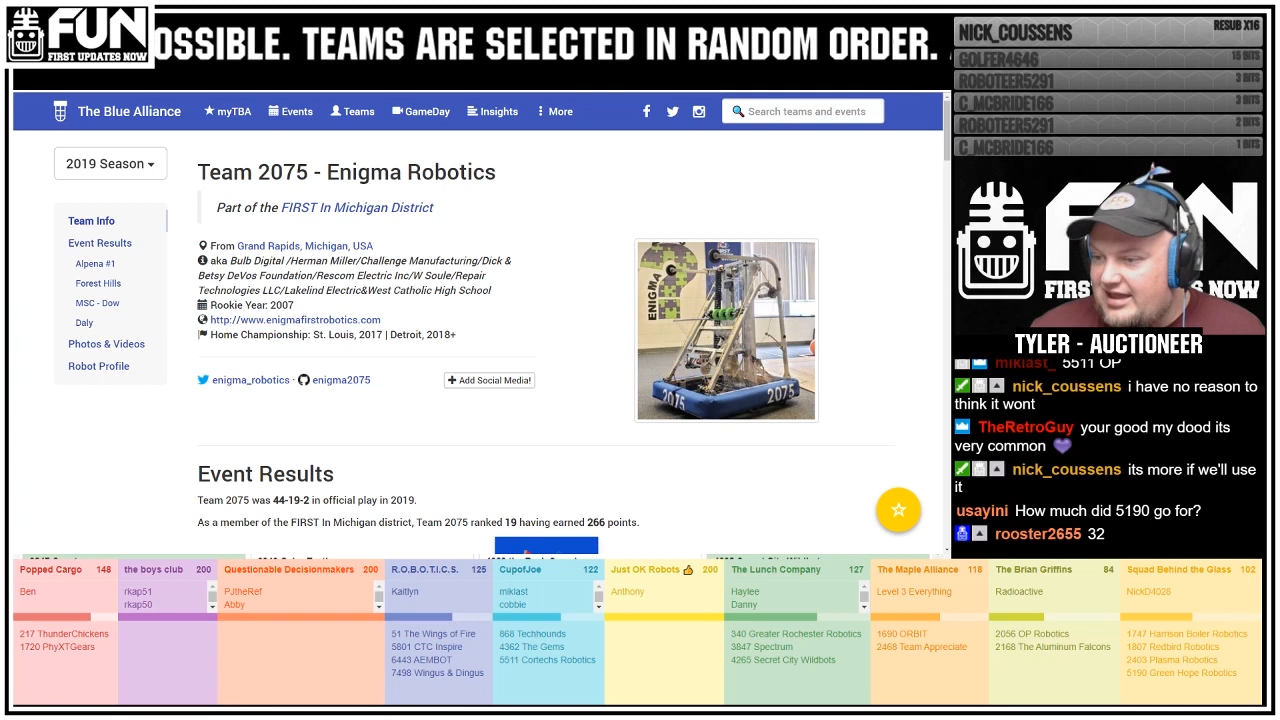 FUN
FIRST UPDATES NOW
OSSIBLE. TEAMS ARE SELECTED IN RANDOM ORDER.
NICK_COUSSENS RESUB X16
GOLFER4646 15 BITS
ROBOTEER5291 3 BITS
C_MCBRIDE166 3 BITS
ROBOTEER5291 2 BITS
C_MCBRIDE166 1 BITS
The Blue Alliance myTBA Events Teams GameDay Insights More Search teams and events
2019 Season
Team Info
Event Results
Alpena #1
Forest Hills
MSC - Dow
Daly
Photos & Videos
Robot Profile
Team 2075 - Enigma Robotics
Part of the FIRST In Michigan District
From Grand Rapids, Michigan, USA
aka Bulb Digital /Herman Miller/Challenge Manufacturing/Dick &
Betsy DeVos Foundation/Rescom Electric Inc/W Soule/Repair
Technologies LLC/Lakelind Electric&West Catholic High School
Rookie Year: 2007
http://www.enigmafirstrobotics.com
Home Championship: St. Louis, 2017 | Detroit, 2018+
enigma_robotics · enigma2075 Add Social Media!
ENIGMA
2075 2075
Event Results
Team 2075 was 44-19-2 in official play in 2019.
As a member of the FIRST In Michigan district, Team 2075 ranked 19 having earned 266 points.
FUN
FIRS S NOW
TYLER - AUCTIONEER
miklast_ 5511 OP
nick_coussens i have no reason to
think it wont
TheRetroGuy your good my dood its
very common
nick_coussens its more if we'll use
it
usayini How much did 5190 go for?
rooster2655 32
Popped Cargo 148
Ben
217 ThunderChickens
1720 PhyXTGears
the boys club 200
rkap51
rkap50
Questionable Decisionmakers 200
PJtheRef
Abby
R.O.B.O.T.I.C.S. 125
Kaitlyn
51 The Wings of Fire
5801 CTC Inspire
6443 AEMBOT
7498 Wingus & Dingus
CupofJoe 122
miklast
cobbie
868 Techhounds
4362 The Gems
5511 Cortechs Robotics
Just OK Robots 200
Anthony
The Lunch Company 127
Haylee
Danny
340 Greater Rochester Robotics
3847 Spectrum
4265 Secret City Wildbots
The Maple Alliance 118
Level 3 Everything
1690 ORBIT
2468 Team Appreciate
The Brian Griffins 84
Radioactive
2056 OP Robotics
2168 The Aluminum Falcons
Squad Behind the Glass 102
NickD4028
1747 Harrison Boiler Robotics
1807 Redbird Robotics
2403 Plasma Robotics
5190 Green Hope Robotics